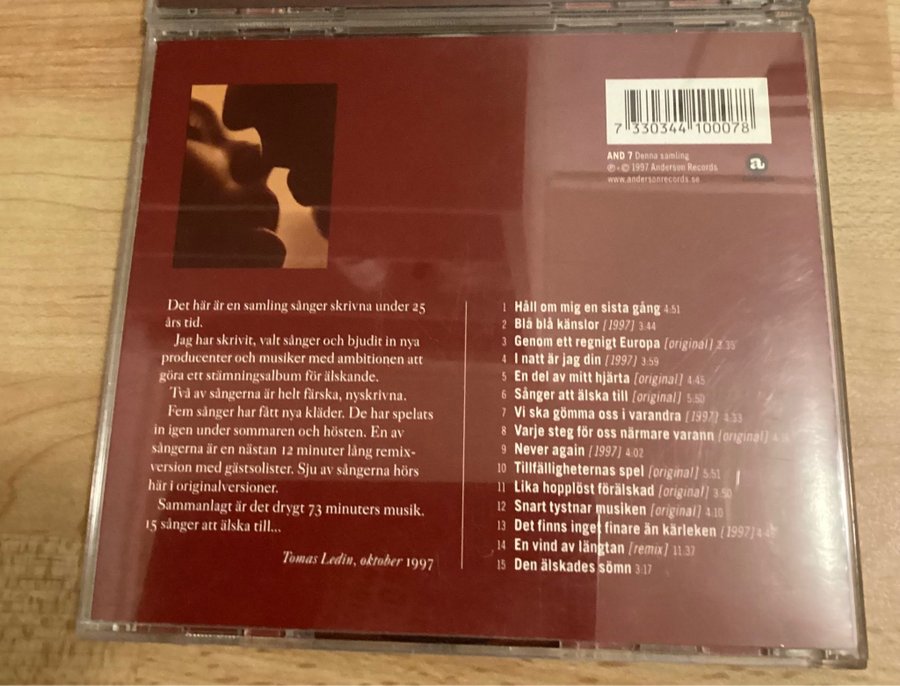 7 330344 100078
AND 7 Denna samling
℗·© 1997 Anderson Records
www.andersonrecords.se
a
Det här är en samling sånger skrivna under 25
års tid.
Jag har skrivit, valt sånger och bjudit in nya
producenter och musiker med ambitionen att
göra ett stämningsalbum för älskande.
Två av sångerna är helt färska, nyskrivna.
Fem sånger har fått nya kläder. De har spelats
in igen under sommaren och hösten. En av
sångerna är en nästan 12 minuter lång remix-
version med gästsolister. Sju av sångerna hörs
här i originalversioner.
Sammanlagt är det drygt 73 minuters musik.
15 sånger att älska till...
Tomas Ledin, oktober 1997
1 Håll om mig en sista gång 4:51
2 Blå blå känslor [1997] 3:44
3 Genom ett regnigt Europa [original] 3:35
4 I natt är jag din [1997] 3:59
5 En del av mitt hjärta [original] 4:45
6 Sånger att älska till [original] 5:50
7 Vi ska gömma oss i varandra [1997] 4:33
8 Varje steg för oss närmare varann [original]
9 Never again [1997] 4:02
10 Tillfälligheternas spel [original] 5:51
11 Lika hopplöst förälskad [original] 3:50
12 Snart tystnar musiken [original] 4:10
13 Det finns inget finare än kärleken [1997]
14 En vind av längtan [remix] 11:37
15 Den älskades sömn 3:17